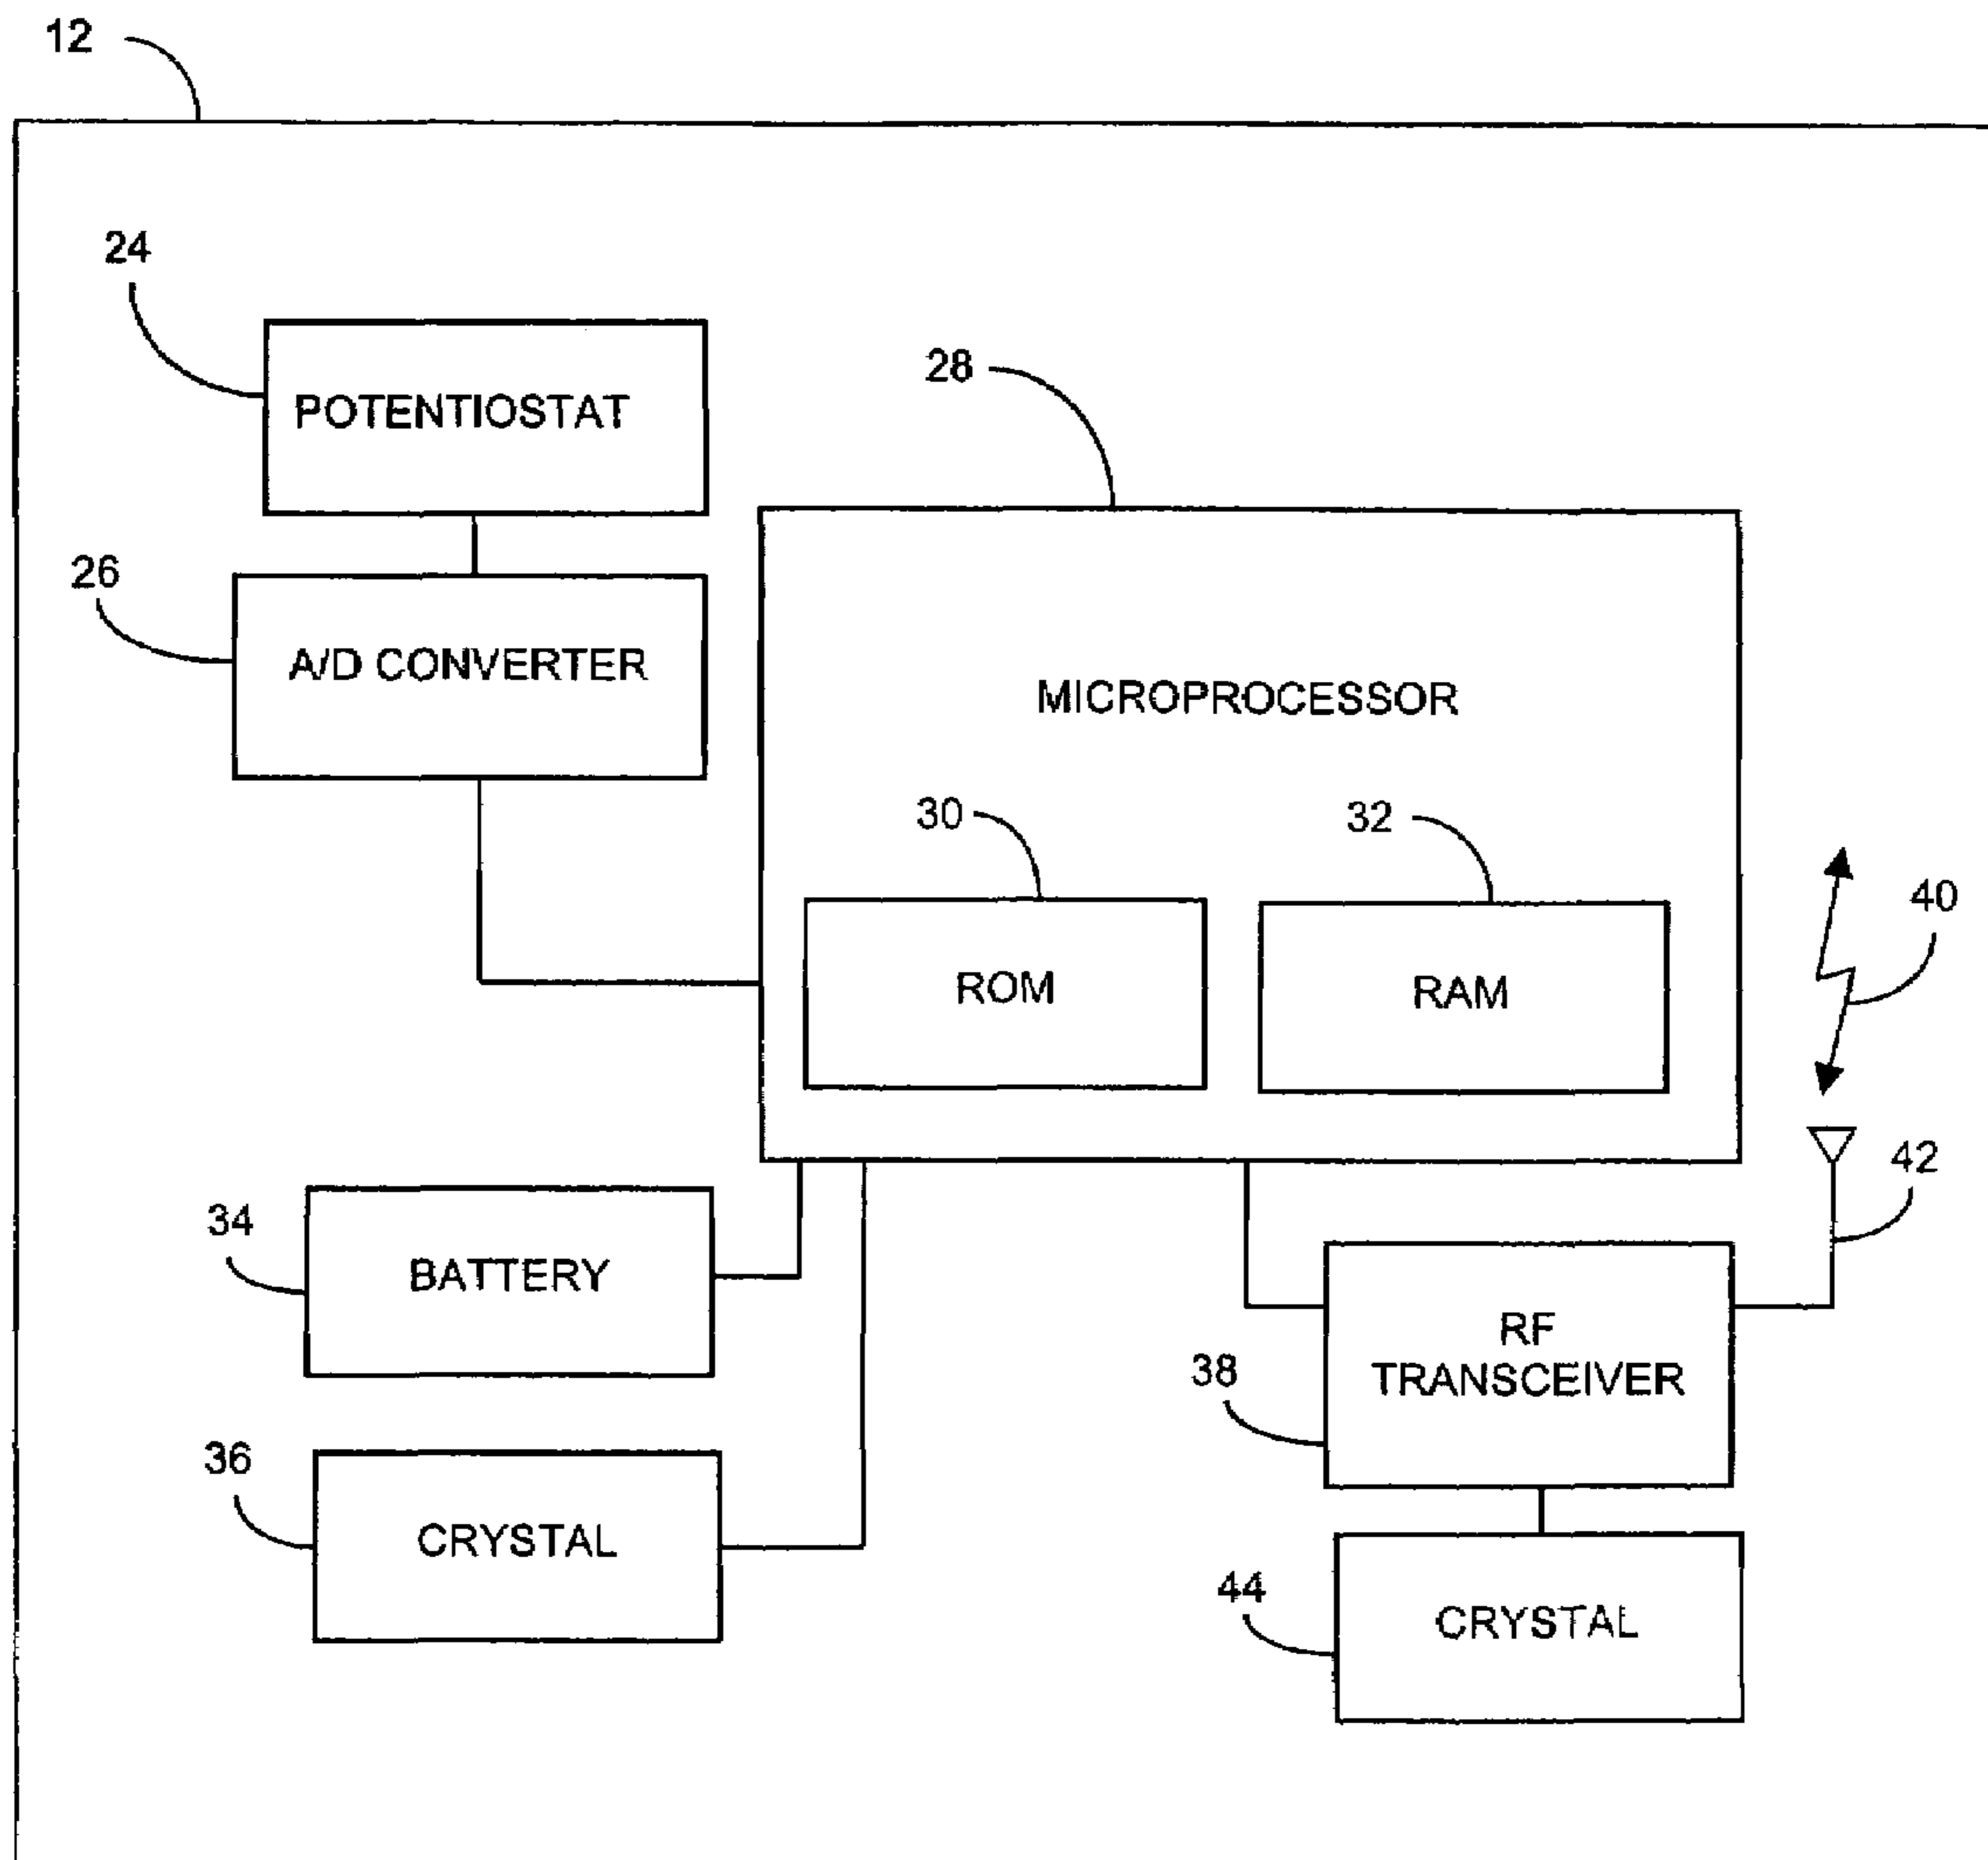 12
24
POTENTIOSTAT
28
26
A/D CONVERTER
MICROPROCESSOR
30
32
40
ROM
RAM
42
34
BATTERY
RF
TRANSCEIVER
38
36
CRYSTAL
44
CRYSTAL